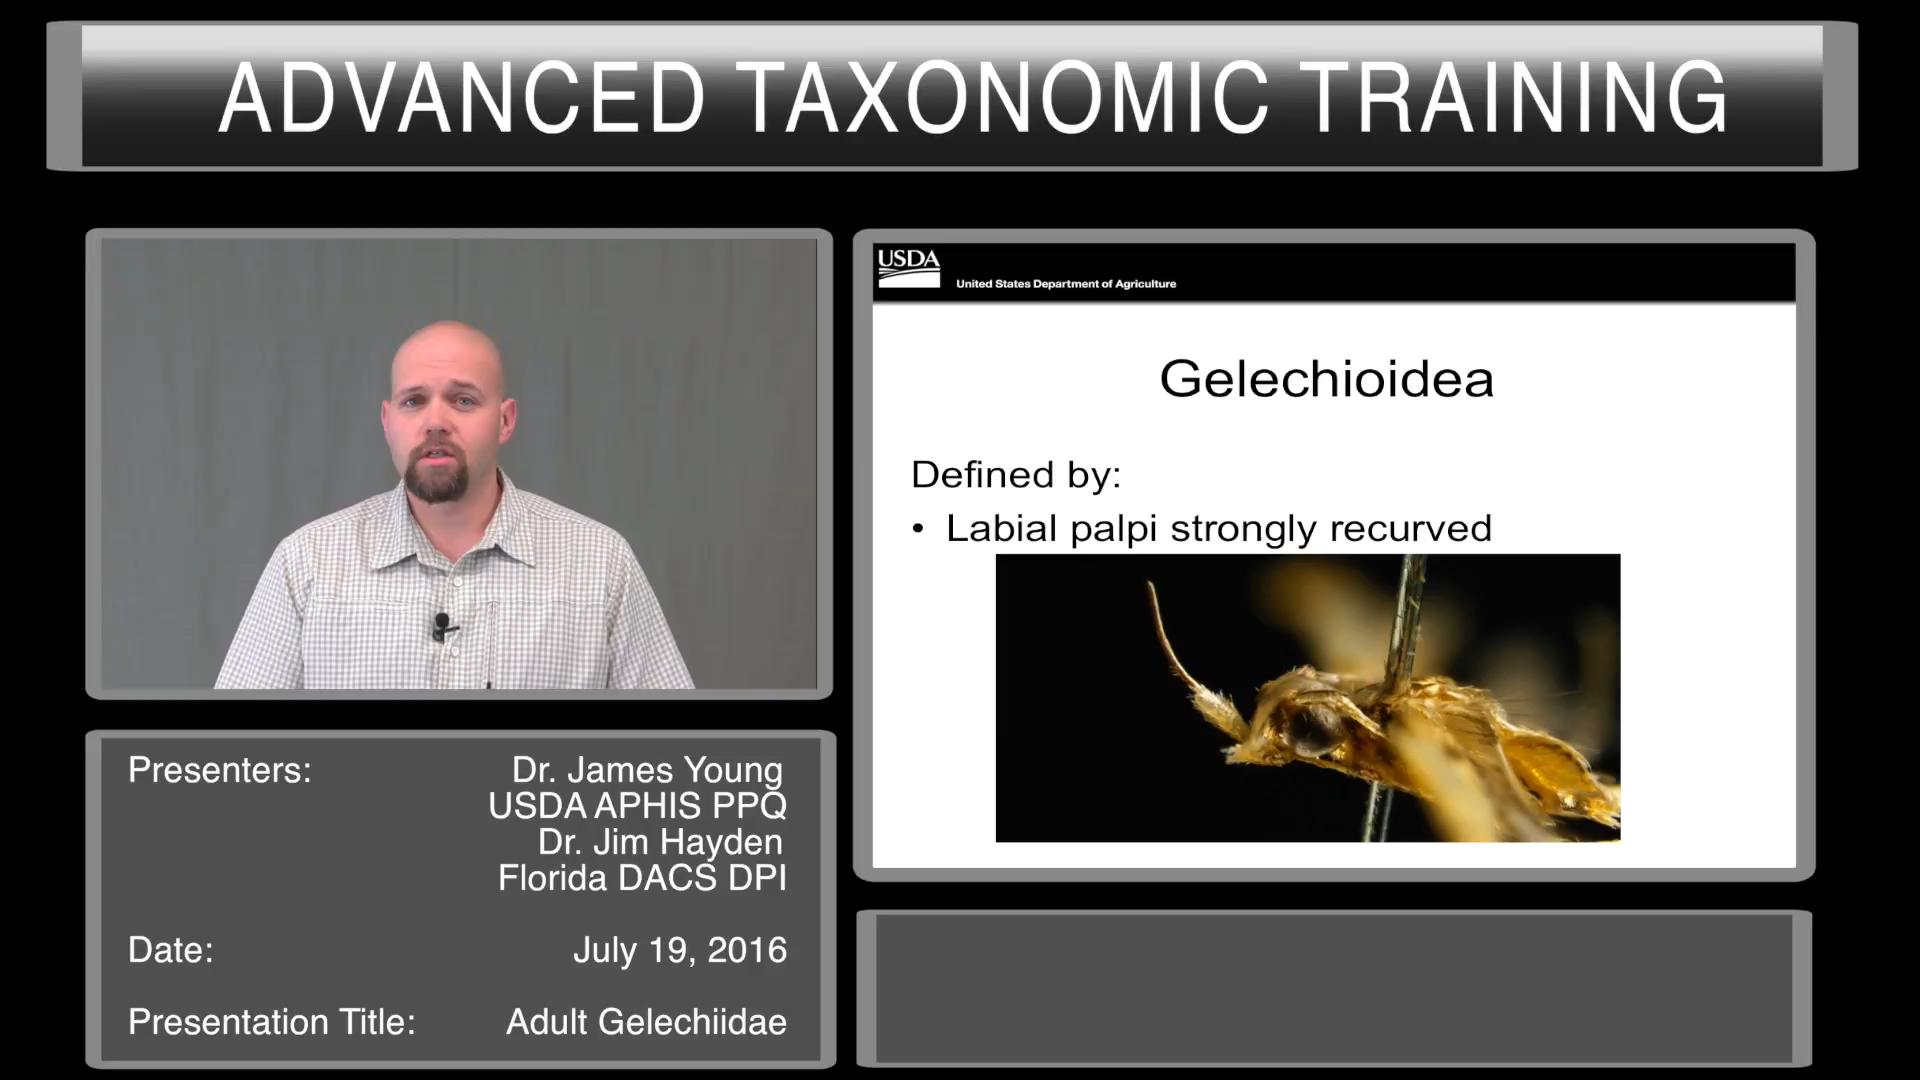 ADVANCED TAXONOMIC TRAINING
USDA
United States Department of Agriculture
Gelechioidea
Defined by:
• Labial palpi strongly recurved
Presenters: Dr. James Young
USDA APHIS PPQ
Dr. Jim Hayden
Florida DACS DPI
Date: July 19, 2016
Presentation Title: Adult Gelechiidae